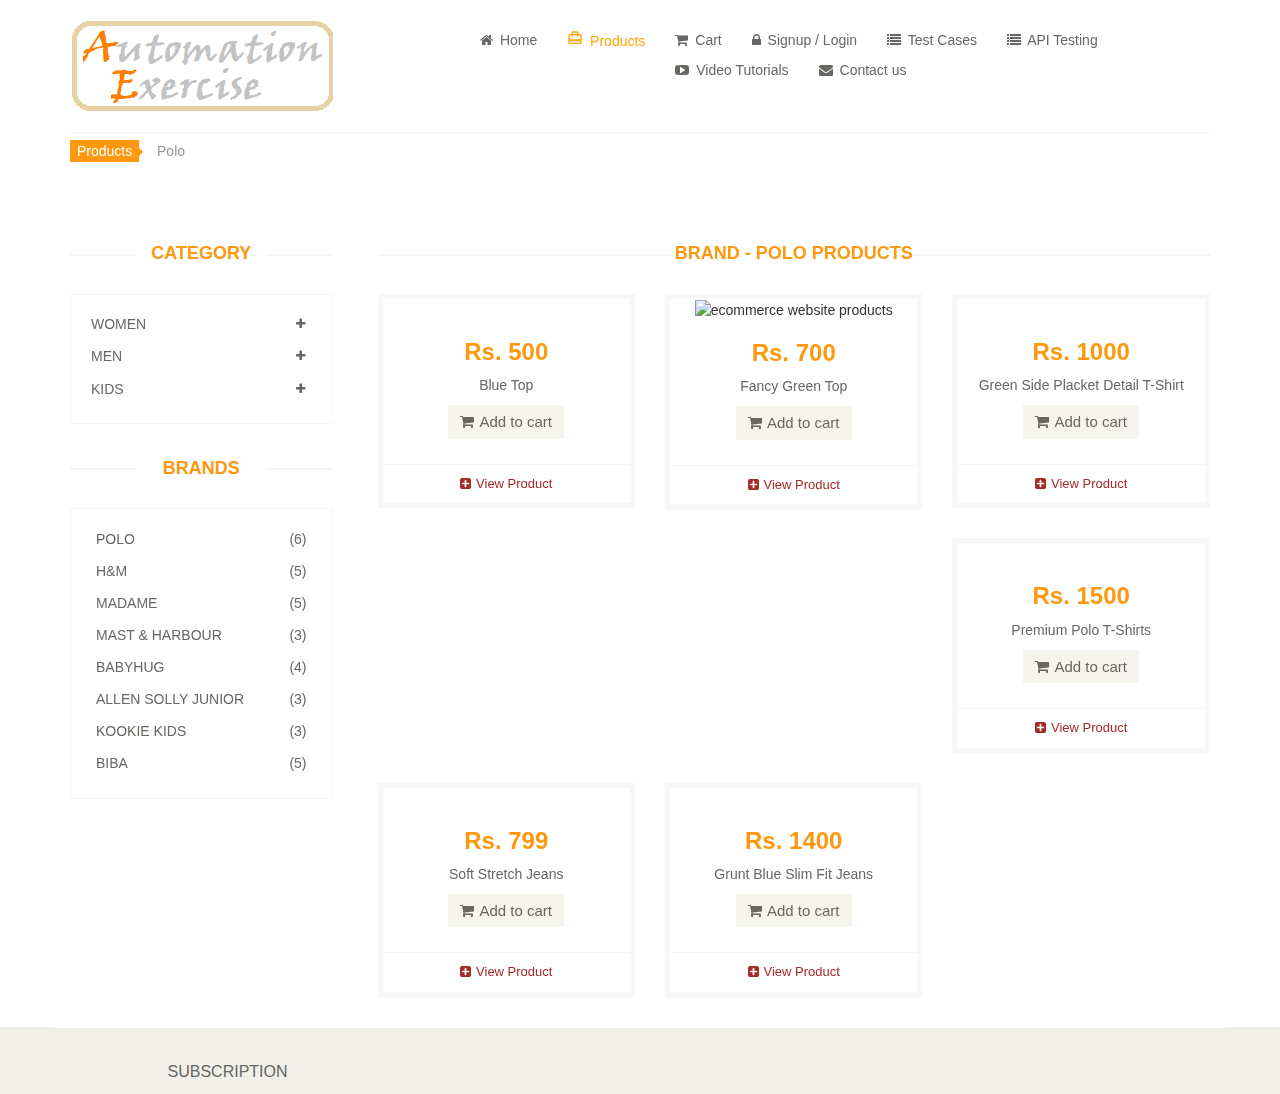 Automation
Exercise
Home
Products
Cart
Signup / Login
Test Cases
API Testing
Video Tutorials
Contact us
Products
Polo
CATEGORY
WOMEN
MEN
KIDS
BRANDS
POLO (6)
H&M (5)
MADAME (5)
MAST & HARBOUR (3)
BABYHUG (4)
ALLEN SOLLY JUNIOR (3)
KOOKIE KIDS (3)
BIBA (5)
BRAND - POLO PRODUCTS
Rs. 500
Blue Top
Add to cart
View Product
ecommerce website products
Rs. 700
Fancy Green Top
Add to cart
View Product
Rs. 1000
Green Side Placket Detail T-Shirt
Add to cart
View Product
Rs. 1500
Premium Polo T-Shirts
Add to cart
View Product
Rs. 799
Soft Stretch Jeans
Add to cart
View Product
Rs. 1400
Grunt Blue Slim Fit Jeans
Add to cart
View Product
SUBSCRIPTION